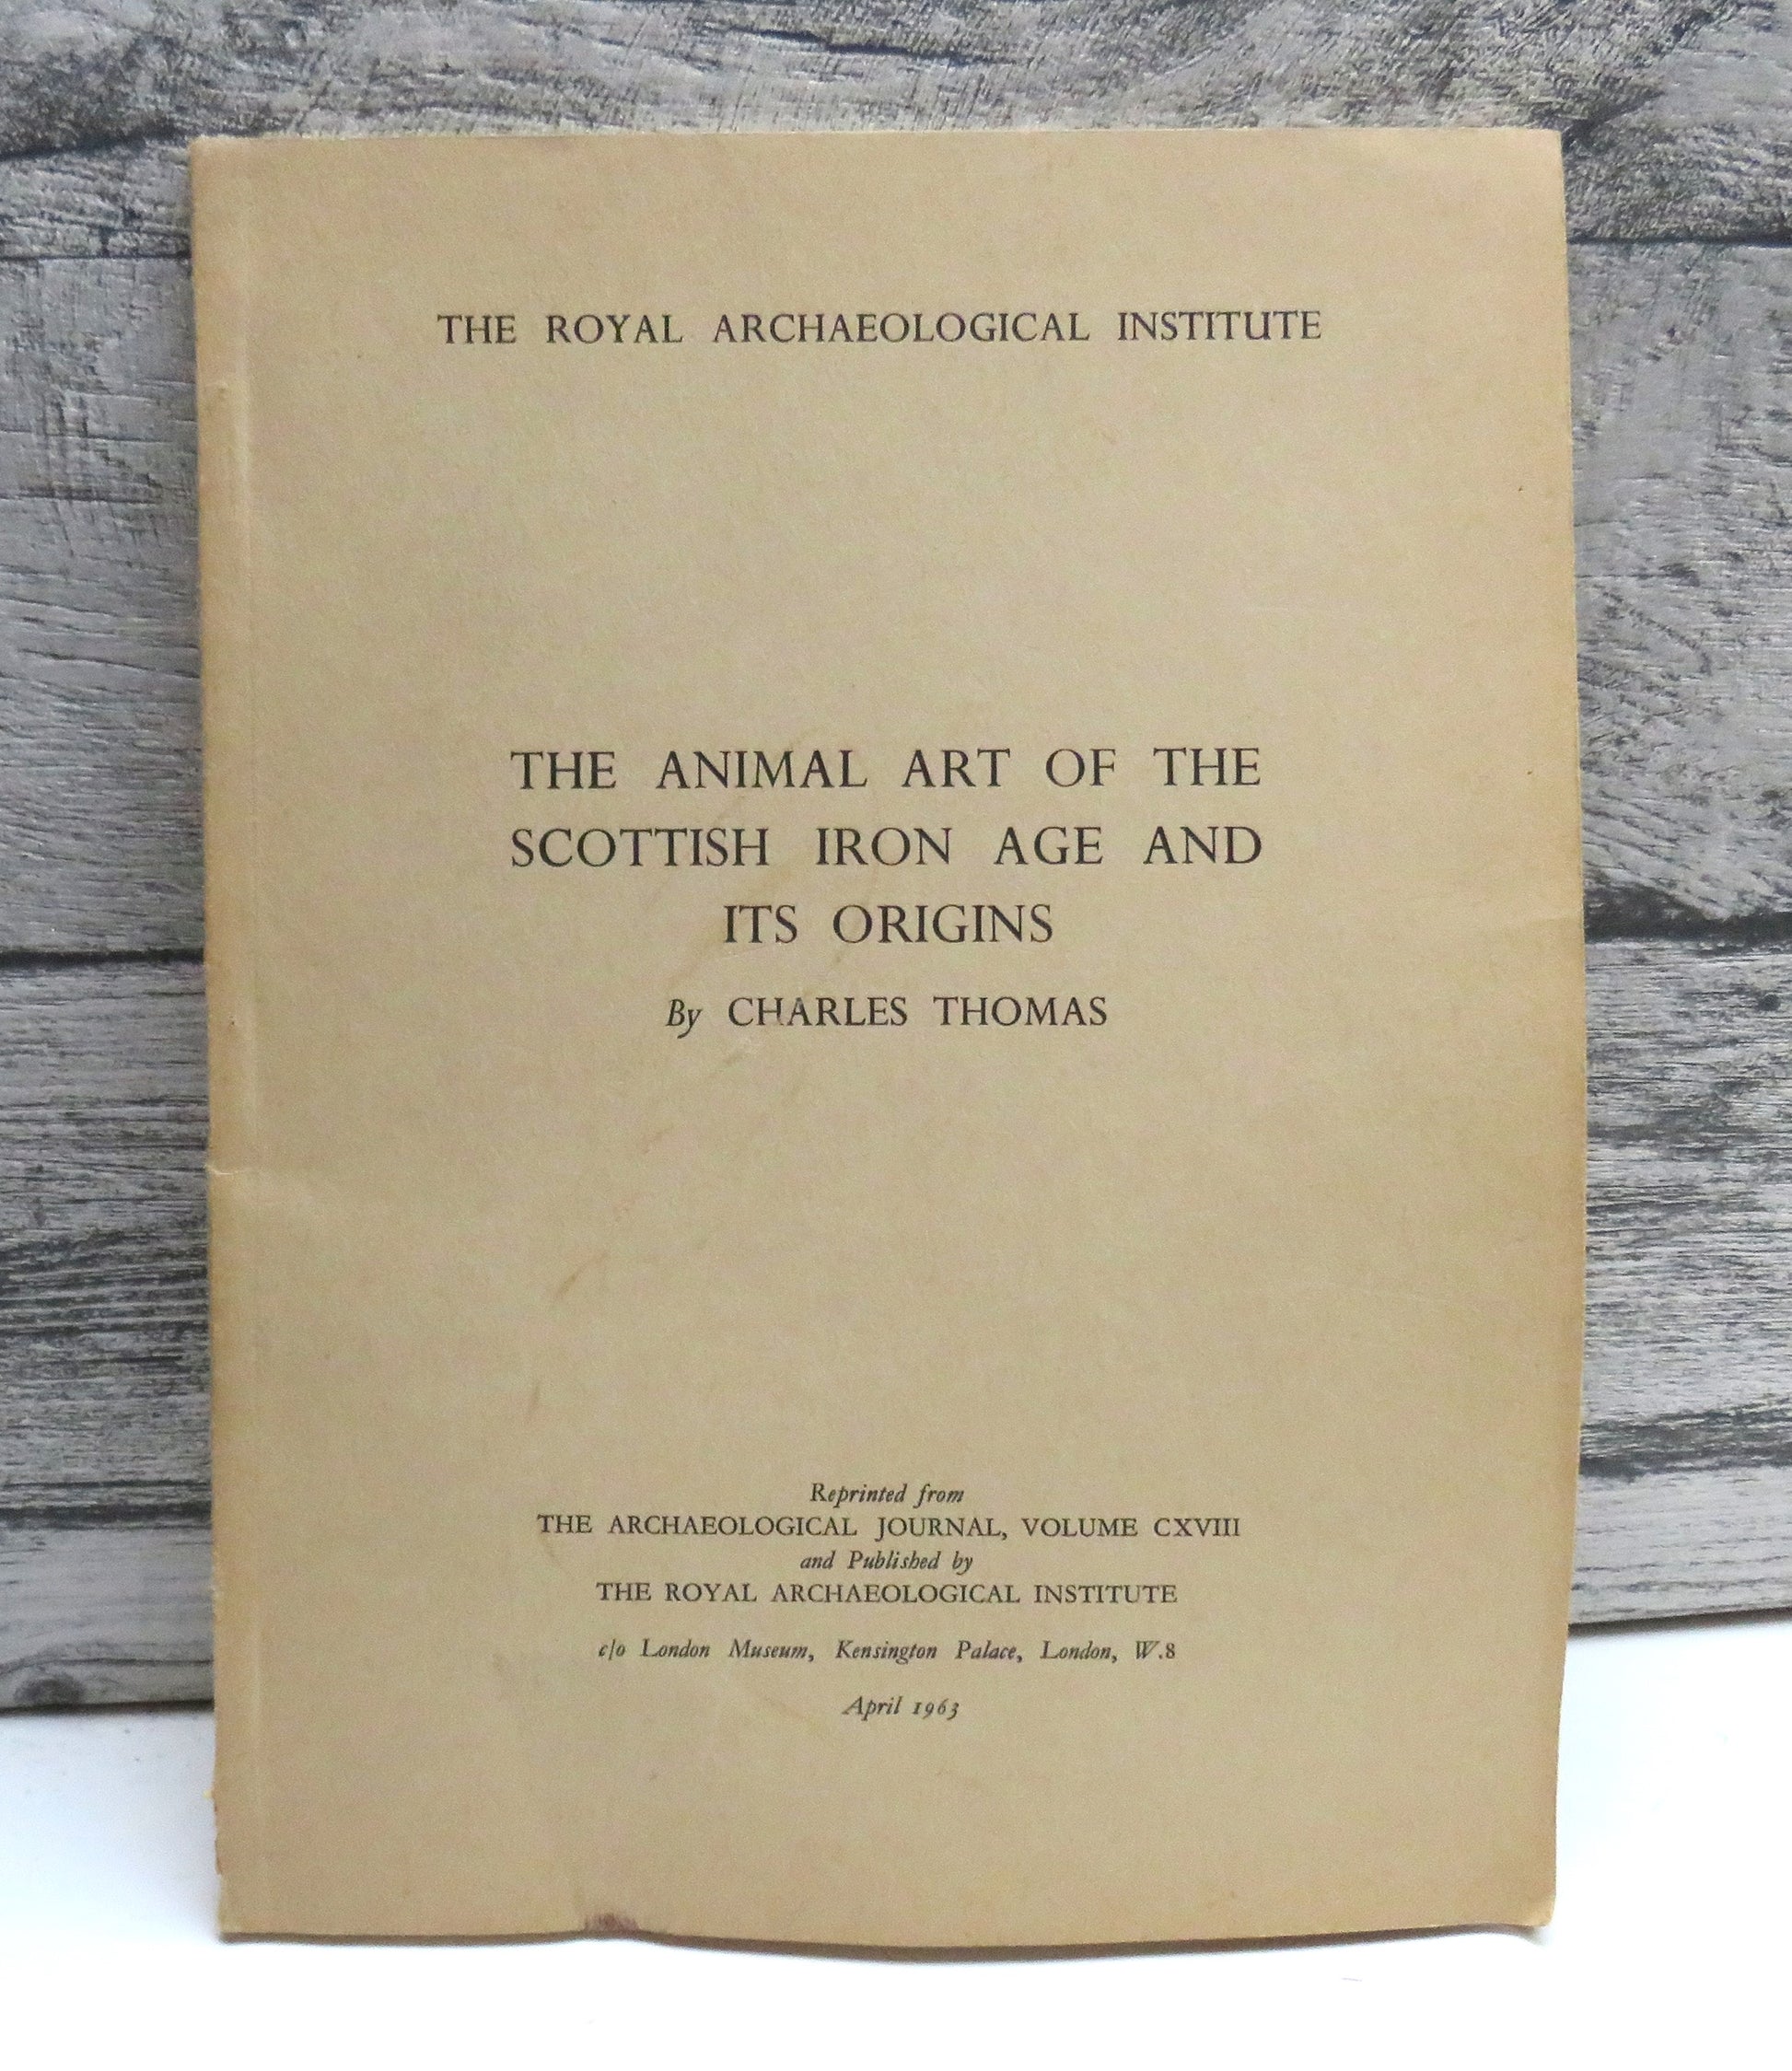 THE ROYAL ARCHAEOLOGICAL INSTITUTE
THE ANIMAL ART OF THE
SCOTTISH IRON AGE AND
ITS ORIGINS
By CHARLES THOMAS
Reprinted from
THE ARCHAEOLOGICAL JOURNAL, VOLUME CXVIII
and Published by
THE ROYAL ARCHAEOLOGICAL INSTITUTE
c/o London Museum, Kensington Palace, London, W.8
April 1963